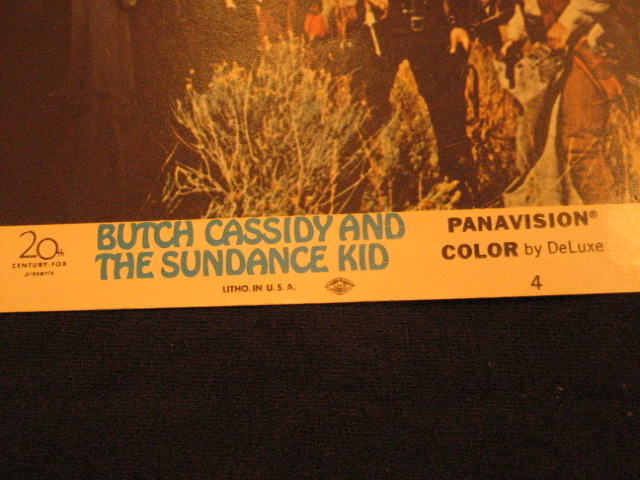 20th
CENTURY-FOX
presents
BUTCH CASSIDY AND
THE SUNDANCE KID
LITHO. IN U.S.A.
PANAVISION®
COLOR by DeLuxe
4